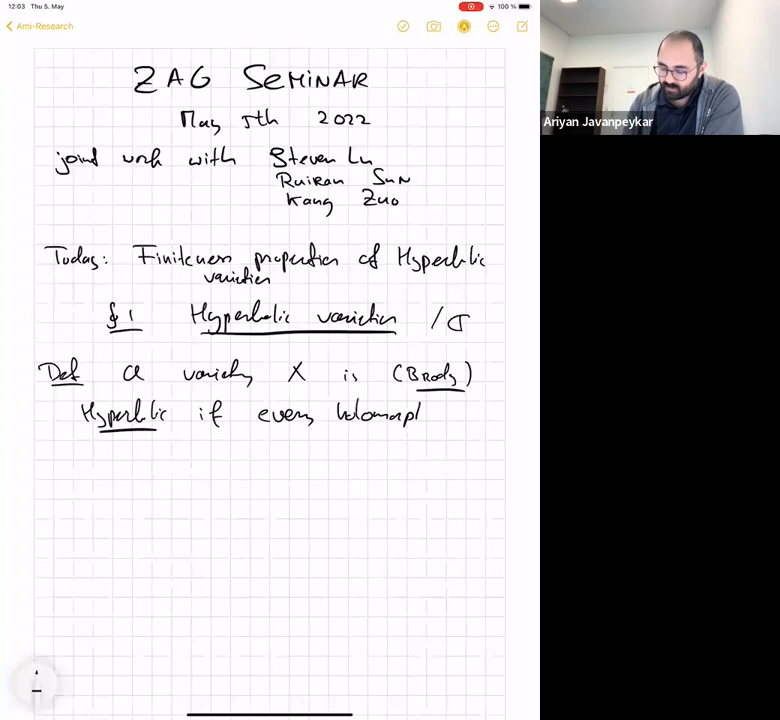 12:03 Thu 5. May
100 %
Ami-Research
ZAG SEMINAR
May 5th 2022
joint work with Steven Lu
Ruiran Sun
Kang Zuo
Today: Finiteness properties of Hyperbolic
varieties
§1 Hyperbolic varieties / ℂ
Def A variety X is (Brody)
Hyperbolic if every holomorph
Ariyan Javanpeykar